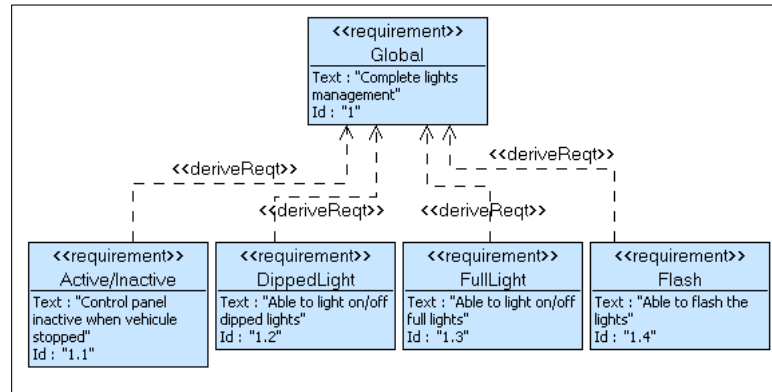 <<requirement>>
Global
Text : "Complete lights
management"
Id : "1"
<<deriveReqt>>
<<deriveReqt>>
<<deriveReqt>>
<<deriveReqt>>
<<requirement>>
Active/Inactive
Text : "Control panel
inactive when vehicule
stopped"
Id : "1.1"
<<requirement>>
DippedLight
Text : "Able to light on/off
dipped lights"
Id : "1.2"
<<requirement>>
FullLight
Text : "Able to light on/off
full lights"
Id : "1.3"
<<requirement>>
Flash
Text : "Able to flash the
lights"
Id : "1.4"